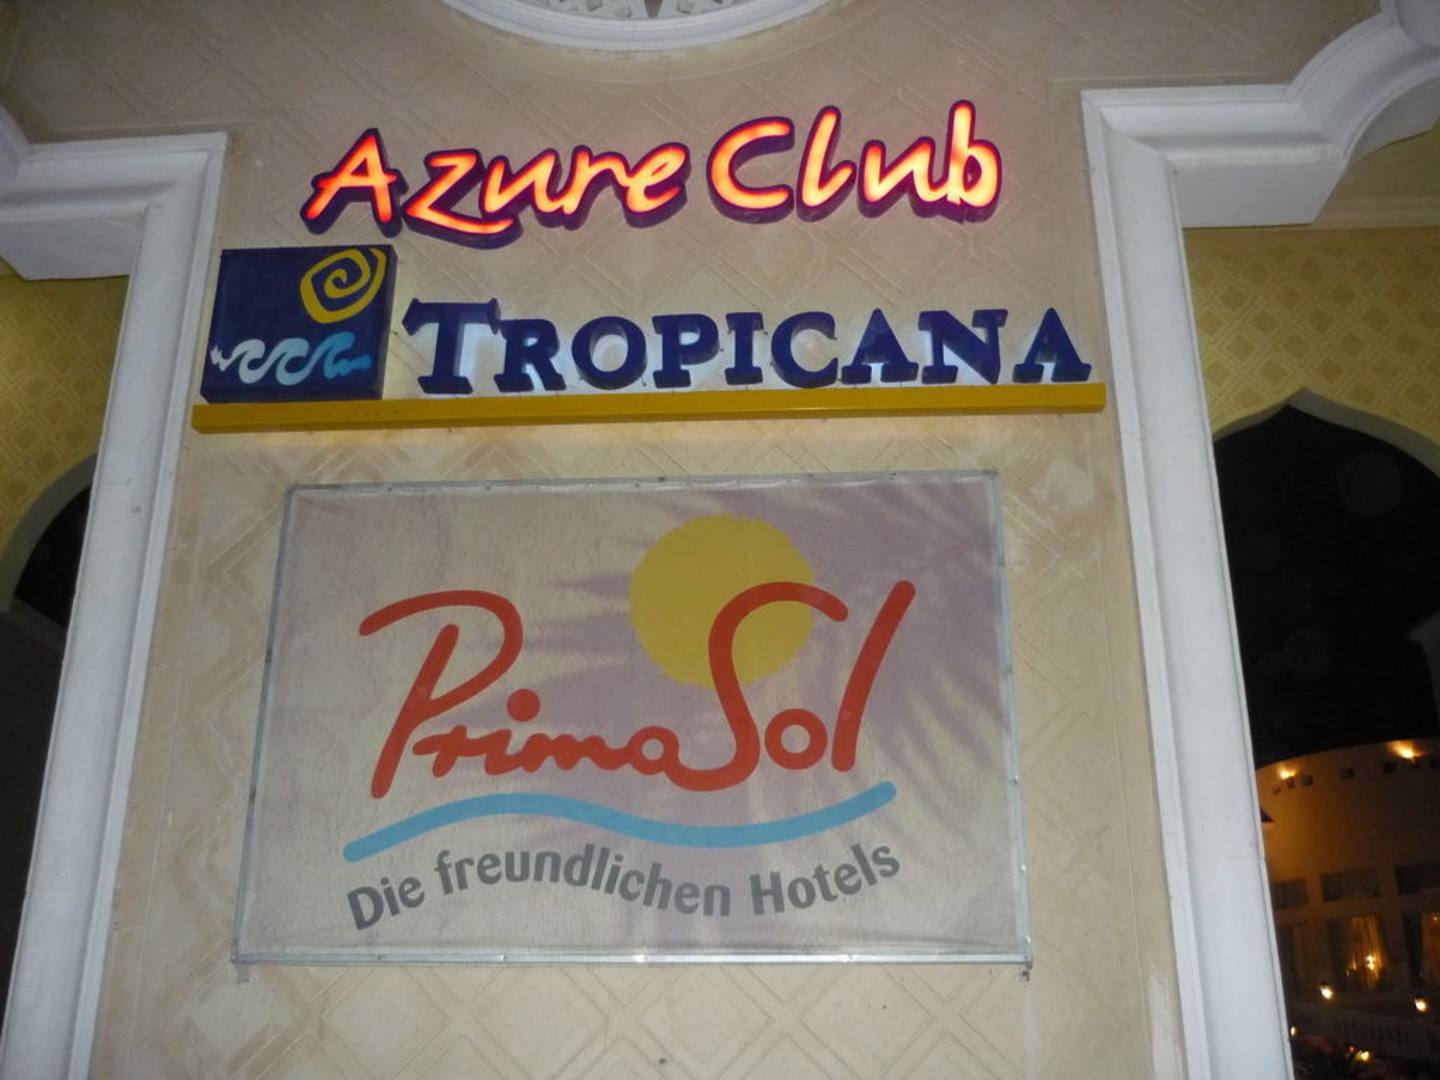 Azure Club
TROPICANA
PrimaSol
Die freundlichen Hotels